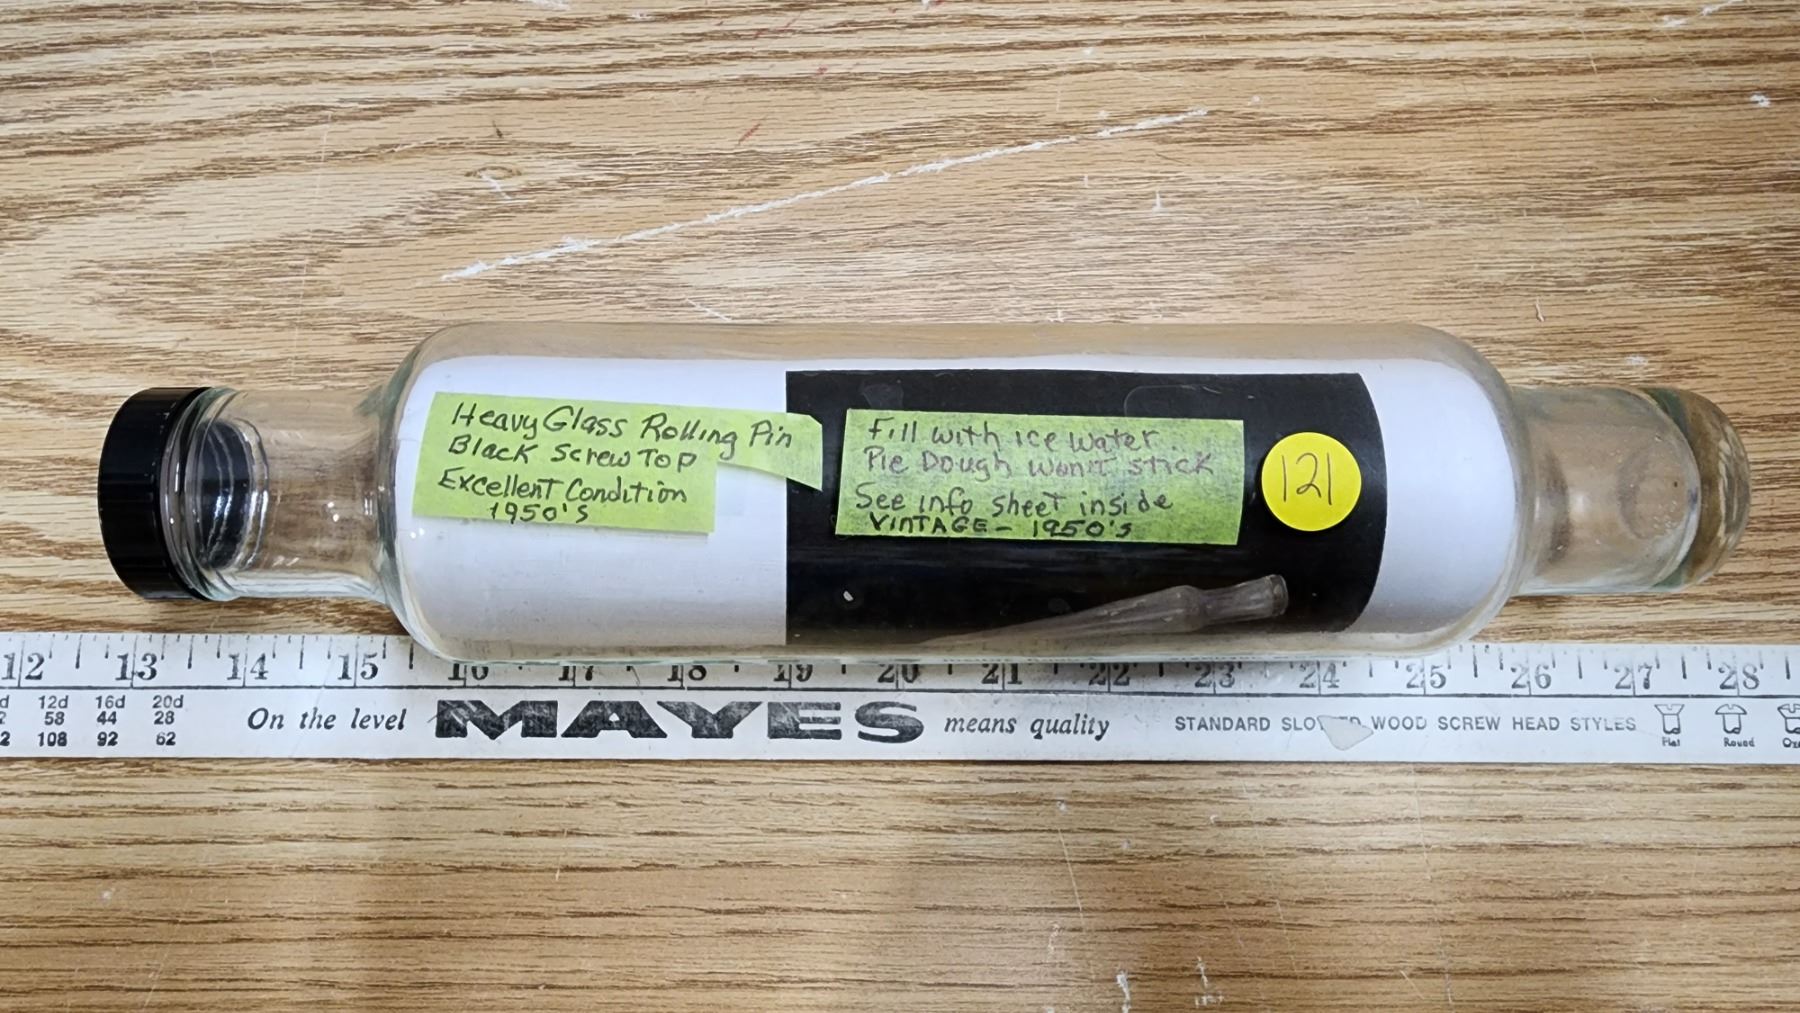 Heavy Glass Rolling Pin
Black Screw Top
Excellent Condition
1950's
Fill with ice water
Pie Dough Won't stick
See info sheet inside
VINTAGE - 1950's
121
12 13 14 15 16 17 18 19 20 21 22 23 24 25 26 27 28
12d 16d 20d
58 44 28
108 92 62
On the level MAYES means quality
WOOD SCREW HEAD STYLES
STANDARD
Flat Round